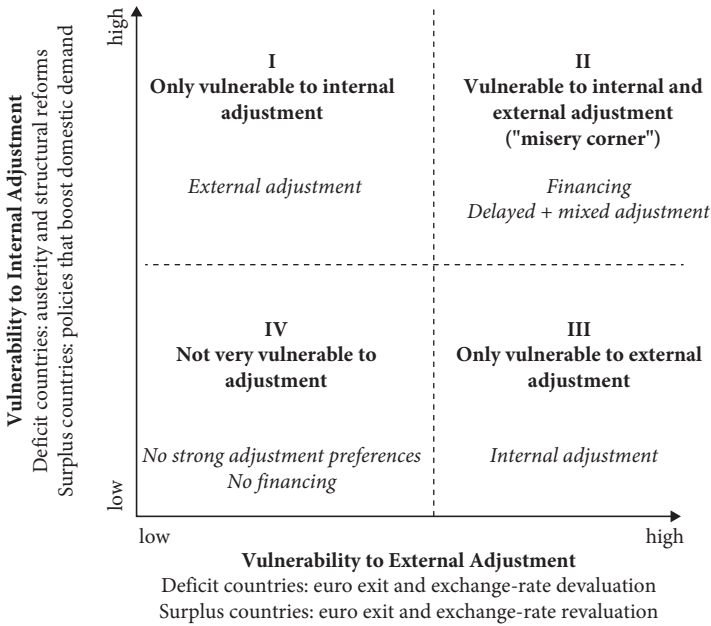 high
I
Only vulnerable to internal
adjustment
External adjustment
II
Vulnerable to internal and
external adjustment
("misery corner")
Financing
Delayed + mixed adjustment
Vulnerability to Internal Adjustment
Deficit countries: austerity and structural reforms
Surplus countries: policies that boost domestic demand
IV
Not very vulnerable to
adjustment
No strong adjustment preferences
No financing
III
Only vulnerable to external
adjustment
Internal adjustment
low
low
high
Vulnerability to External Adjustment
Deficit countries: euro exit and exchange-rate devaluation
Surplus countries: euro exit and exchange-rate revaluation